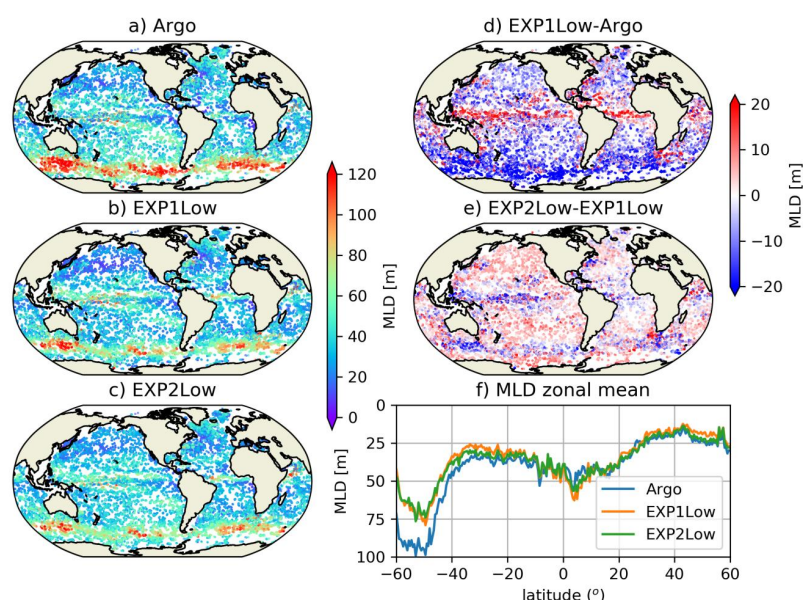 a) Argo
d) EXP1Low-Argo
b) EXP1Low
e) EXP2Low-EXP1Low
c) EXP2Low
f) MLD zonal mean
120
100
80
60
40
20
0
MLD [m]
20
10
0
−10
−20
MLD [m]
0
25
50
75
100
MLD [m]
Argo
EXP1Low
EXP2Low
−60
−40
−20
0
20
40
60
latitude (°)